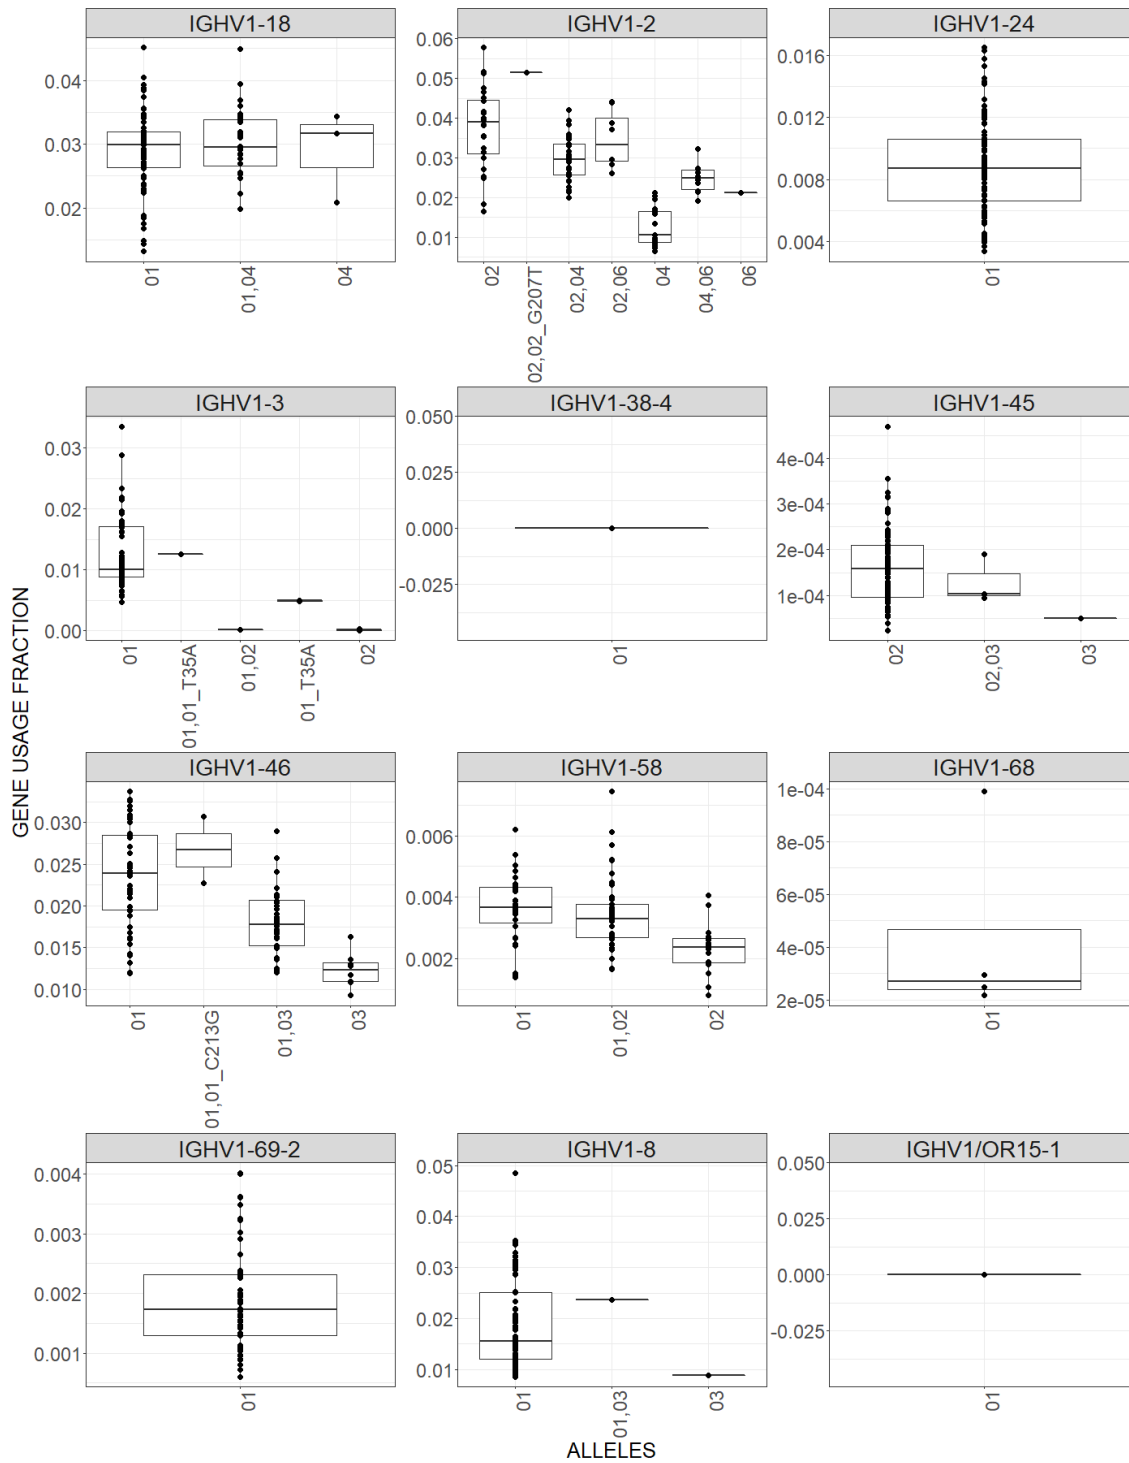 IGHV1-18 IGHV1-2 IGHV1-24
0.04
0.03
0.02
01 01,04 04
0.06
0.05
0.04
0.03
0.02
0.01
02 02,02_G207T 02,04 02,06 04 04,06 06
0.016
0.012
0.008
0.004
01
IGHV1-3 IGHV1-38-4 IGHV1-45
0.03
0.02
0.01
0.00
01 01,01_T35A 01,02 01_T35A 02
0.050
0.025
0.000
-0.025
01
4e-04
3e-04
2e-04
1e-04
02 02,03 03
GENE USAGE FRACTION
IGHV1-46 IGHV1-58 IGHV1-68
0.030
0.025
0.020
0.015
0.010
01 01,01_C213G 01,03 03
0.006
0.004
0.002
01 01,02 02
1e-04
8e-05
6e-05
4e-05
2e-05
01
IGHV1-69-2 IGHV1-8 IGHV1/OR15-1
0.004
0.003
0.002
0.001
01
0.05
0.04
0.03
0.02
0.01
01 01,03 03
0.050
0.025
0.000
-0.025
01
ALLELES